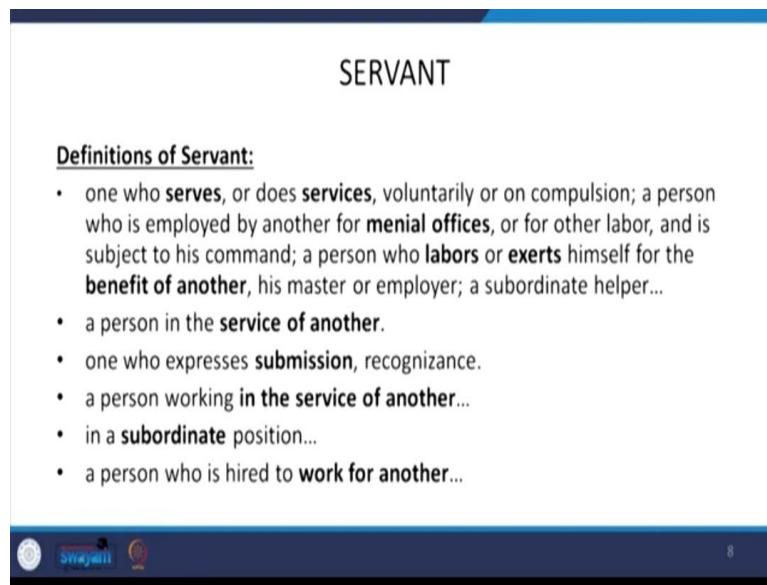 SERVANT
Definitions of Servant:
• one who serves, or does services, voluntarily or on compulsion; a person
who is employed by another for menial offices, or for other labor, and is
subject to his command; a person who labors or exerts himself for the
benefit of another, his master or employer; a subordinate helper...
• a person in the service of another.
• one who expresses submission, recognizance.
• a person working in the service of another...
• in a subordinate position...
• a person who is hired to work for another...
swayam
8